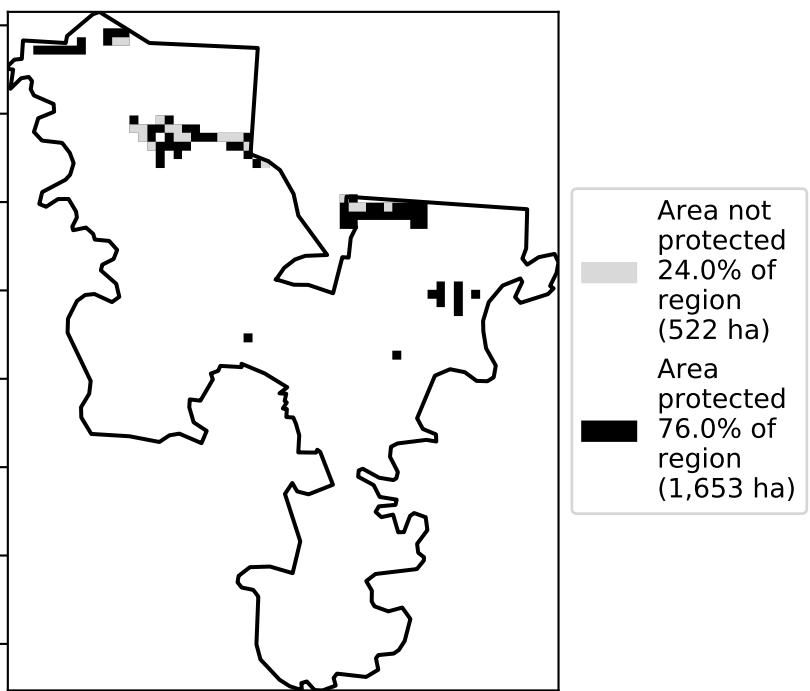 Area not
protected
24.0% of
region
(522 ha)
Area
protected
76.0% of
region
(1,653 ha)